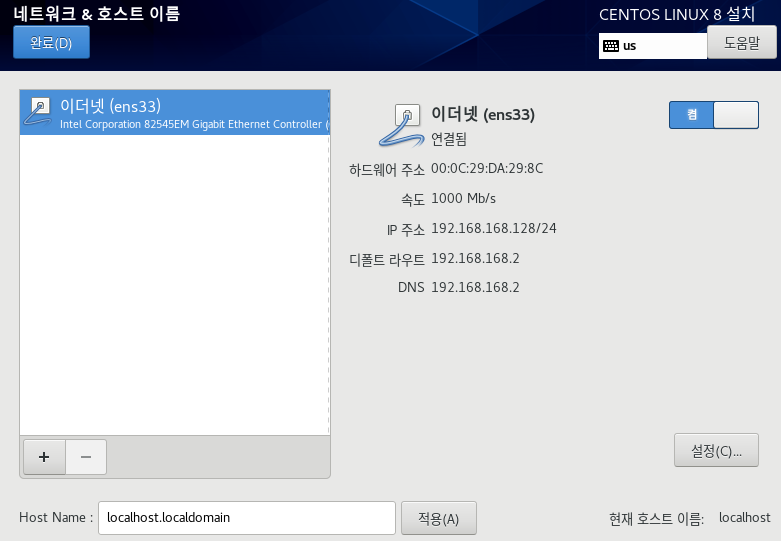 네트워크 & 호스트 이름
CENTOS LINUX 8 설치
완료(D)
us
도움말
이더넷 (ens33)
Intel Corporation 82545EM Gigabit Ethernet Controller (
이더넷 (ens33)
연결됨
켬
하드웨어 주소 00:0C:29:DA:29:8C
속도 1000 Mb/s
IP 주소 192.168.168.128/24
디폴트 라우트 192.168.168.2
DNS 192.168.168.2
+ −
설정(C)...
Host Name : localhost.localdomain 적용(A) 현재 호스트 이름: localhost